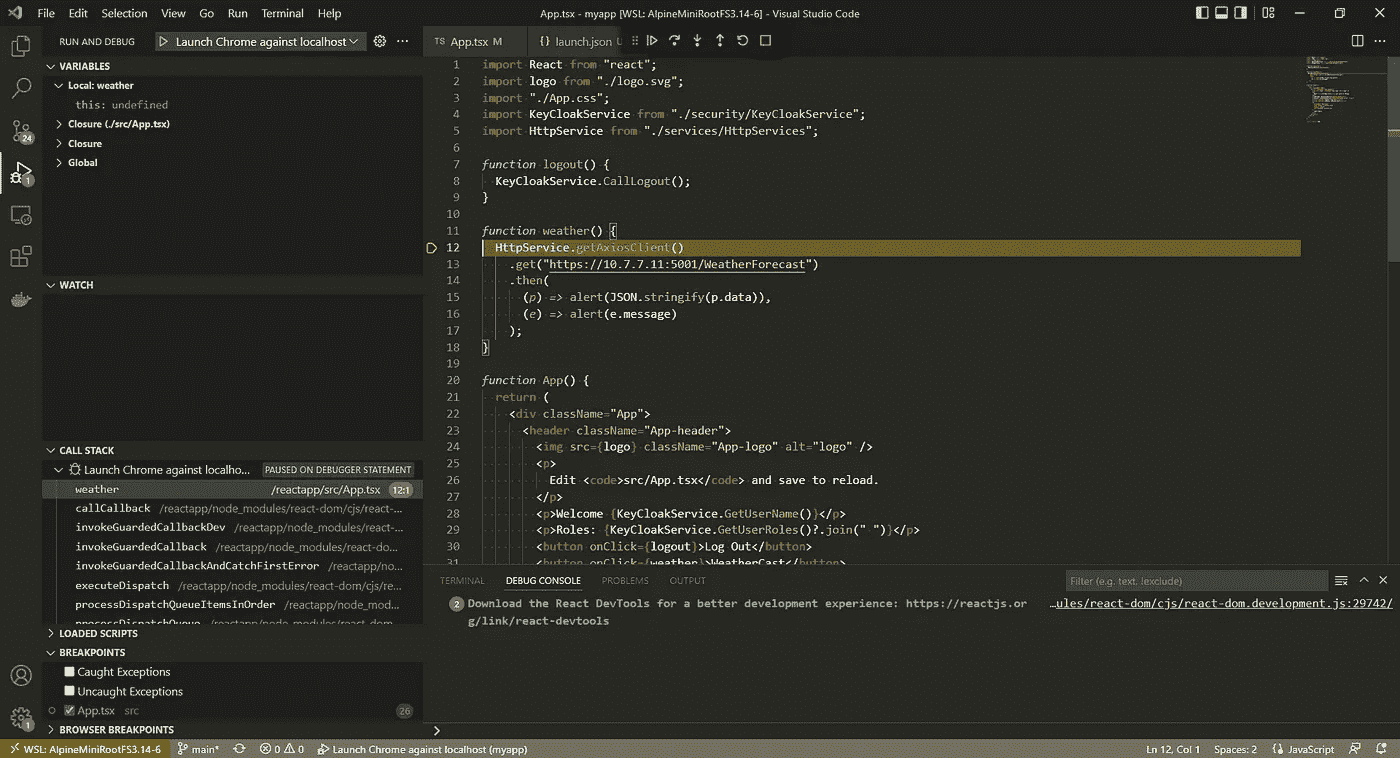 File Edit Selection View Go Run Terminal Help
App.tsx - myapp [WSL: AlpineMiniRootFS3.14-6] - Visual Studio Code
RUN AND DEBUG
Launch Chrome against localhost
VARIABLES
Local: weather
this: undefined
Closure (./src/App.tsx)
Closure
Global
WATCH
CALL STACK
Launch Chrome against localho... PAUSED ON DEBUGGER STATEMENT
weather /reactapp/src/App.tsx 12:1
callCallback /reactapp/node_modules/react-dom/cjs/react-...
invokeGuardedCallbackDev /reactapp/node_modules/react-...
invokeGuardedCallback /reactapp/node_modules/react-do...
invokeGuardedCallbackAndCatchFirstError /reactapp/nod...
executeDispatch /reactapp/node_modules/react-dom/cjs/re...
processDispatchQueueItemsInOrder /reactapp/node_mod...
processDispatchQueue /reactapp/node_modules/react-dom...
LOADED SCRIPTS
BREAKPOINTS
Caught Exceptions
Uncaught Exceptions
App.tsx src 26
BROWSER BREAKPOINTS
24
1
1
TS App.tsx M
{} launch.json U
1 import React from "react";
2 import logo from "./logo.svg";
3 import "./App.css";
4 import KeyCloakService from "./security/KeyCloakService";
5 import HttpService from "./services/HttpServices";
6
7 function logout() {
8 KeyCloakService.CallLogout();
9 }
10
11 function weather() {
12 HttpService.getAxiosClient()
13 .get("https://10.7.7.11:5001/WeatherForecast")
14 .then(
15 (p) => alert(JSON.stringify(p.data)),
16 (e) => alert(e.message)
17 );
18 }
19
20 function App() {
21 return (
22 <div className="App">
23 <header className="App-header">
24 <img src={logo} className="App-logo" alt="logo" />
25 <p>
26 Edit <code>src/App.tsx</code> and save to reload.
27 </p>
28 <p>Welcome {KeyCloakService.GetUserName()}</p>
29 <p>Roles: {KeyCloakService.GetUserRoles()?.join(" ")}</p>
30 <button onClick={logout}>Log Out</button>
31 <button onClick={weather}>WeatherCast</button>
TERMINAL DEBUG CONSOLE PROBLEMS OUTPUT
Filter (e.g. text, !exclude)
2 Download the React DevTools for a better development experience: https://reactjs.or
g/link/react-devtools
…ules/react-dom/cjs/react-dom.development.js:29742/
WSL: AlpineMiniRootFS3.14-6 main* 0 0 Launch Chrome against localhost (myapp)
Ln 12, Col 1 Spaces: 2 JavaScript